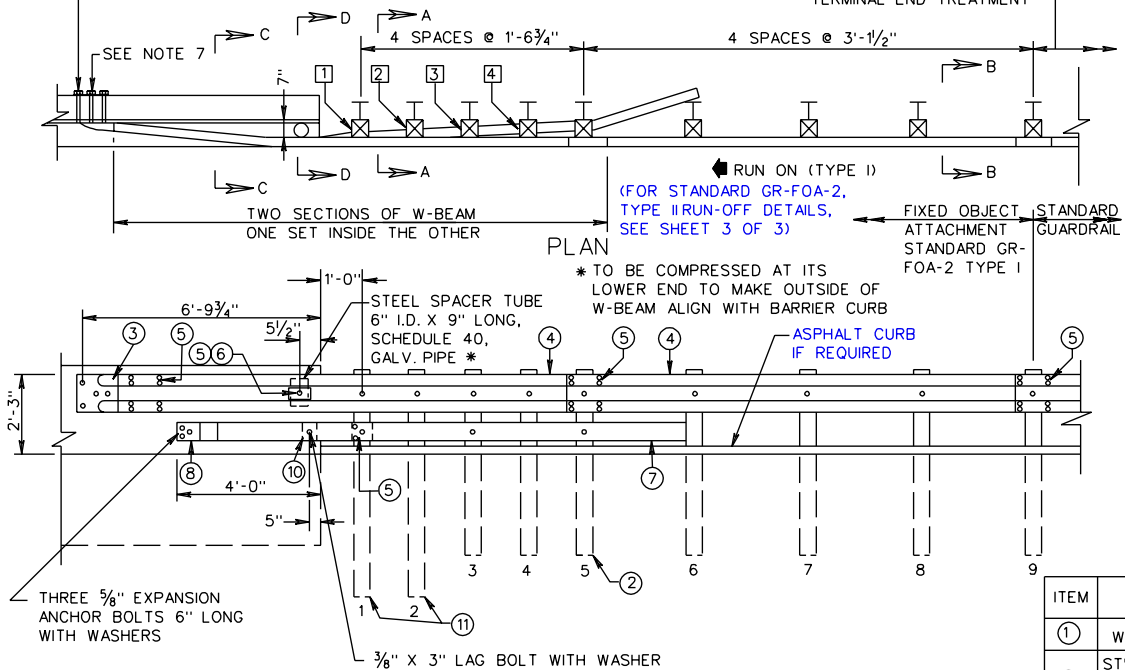 TERMINAL END TREATMENT
C
D
A
4 SPACES @ 1'-6¾"
4 SPACES @ 3'-1½"
SEE NOTE 7
7"
1
2
3
4
B
C
D
A
B
RUN ON (TYPE I)
(FOR STANDARD GR-FOA-2,
TYPE II RUN-OFF DETAILS,
SEE SHEET 3 OF 3)
TWO SECTIONS OF W-BEAM
ONE SET INSIDE THE OTHER
FIXED OBJECT
ATTACHMENT
STANDARD GR-
FOA-2 TYPE I
STANDARD
GUARDRAIL
PLAN
* TO BE COMPRESSED AT ITS
LOWER END TO MAKE OUTSIDE OF
W-BEAM ALIGN WITH BARRIER CURB
1'-0"
6'-9¾"
STEEL SPACER TUBE
6" I.D. X 9" LONG,
SCHEDULE 40,
GALV. PIPE *
5½"
3
5
5 6
4
5
4
ASPHALT CURB
IF REQUIRED
5
2'-3"
8
10
5
7
4'-0"
5"
3
4
5
6
7
8
9
2
1
2
11
THREE ⅝" EXPANSION
ANCHOR BOLTS 6" LONG
WITH WASHERS
⅜" X 3" LAG BOLT WITH WASHER
ITEM
1
W